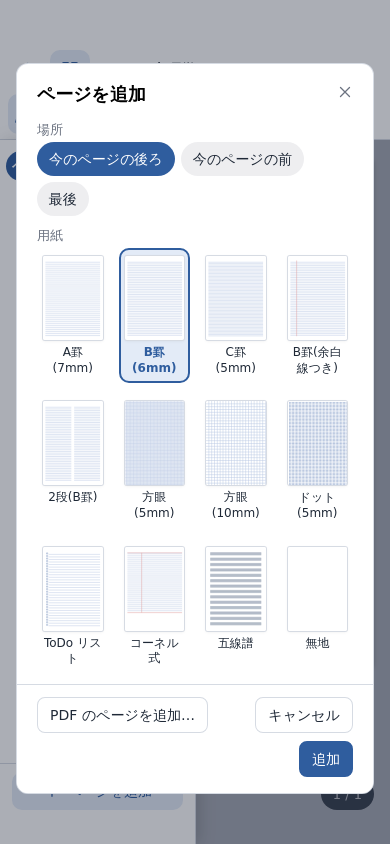 ページを追加
場所
今のページの後ろ
今のページの前
最後
用紙
A罫
(7mm)
B罫
(6mm)
C罫
(5mm)
B罫(余白
線つき)
2段(B罫)
方眼
(5mm)
方眼
(10mm)
ドット
(5mm)
ToDo リス
ト
コーネル
式
五線譜
無地
PDF のページを追加…
キャンセル
追加
1 / 1